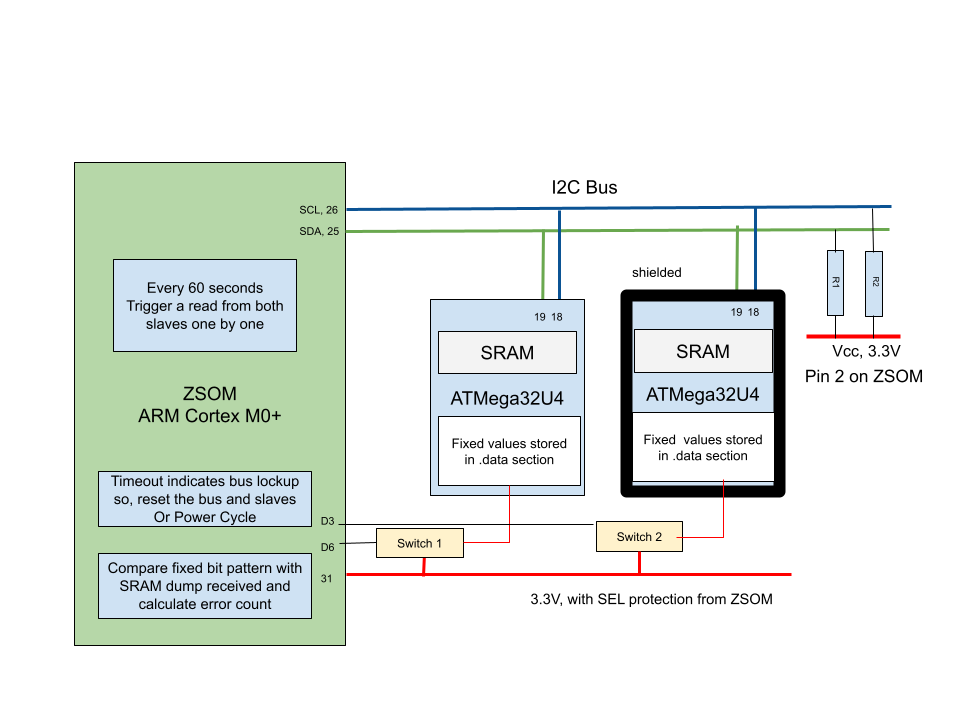 I2C Bus
SCL, 26
SDA, 25
shielded
Every 60 seconds
Trigger a read from both
slaves one by one
R1
R2
19 18
19 18
SRAM
SRAM
Vcc, 3.3V
Pin 2 on ZSOM
ZSOM
ARM Cortex M0+
ATMega32U4
ATMega32U4
Fixed values stored
in .data section
Fixed values stored
in .data section
Timeout indicates bus lockup
so, reset the bus and slaves
Or Power Cycle
D3
D6
Switch 1
Switch 2
31
Compare fixed bit pattern with
SRAM dump received and
calculate error count
3.3V, with SEL protection from ZSOM